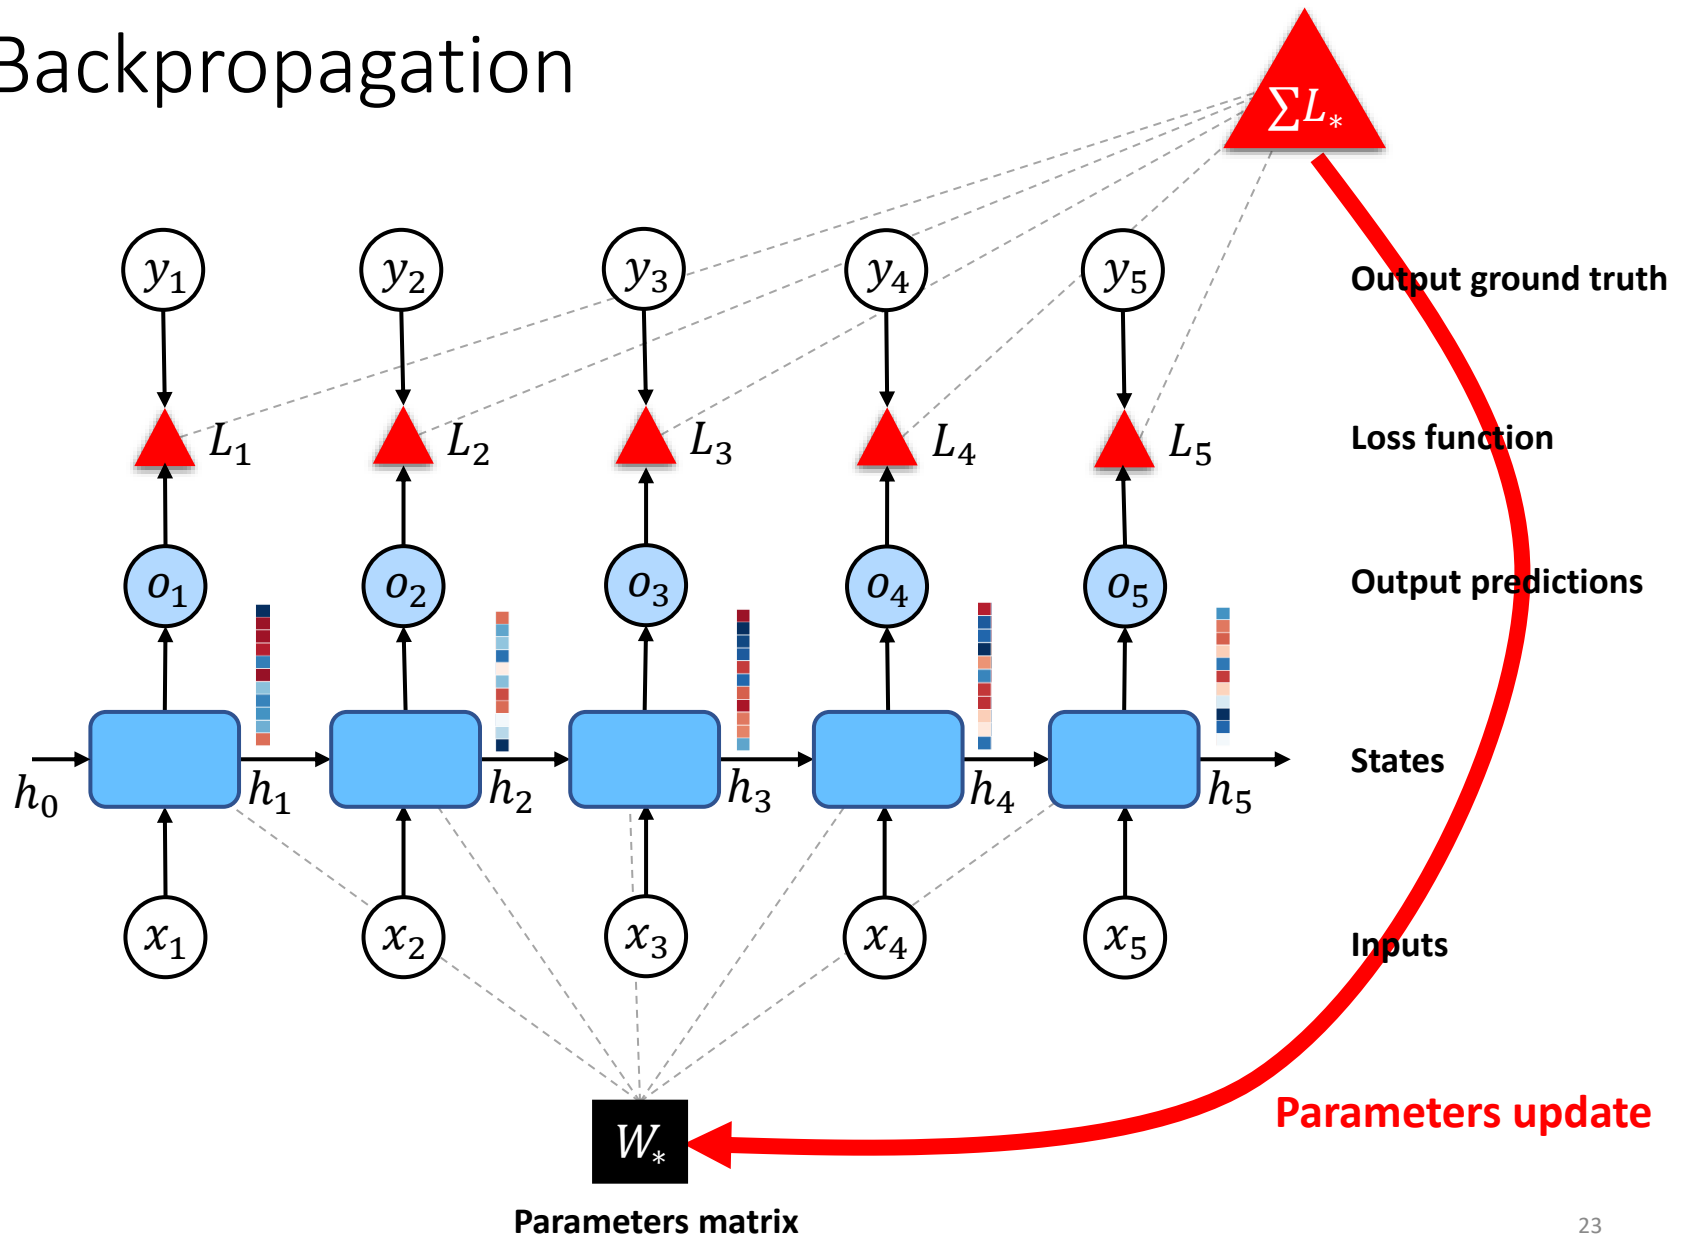 Backpropagation
∑L*
y1 y2 y3 y4 y5 Output ground truth
L1 L2 L3 L4 L5 Loss function
o1 o2 o3 o4 o5 Output predictions
h0 h1 h2 h3 h4 h5 States
x1 x2 x3 x4 x5 Inputs
Parameters update
W*
Parameters matrix
23